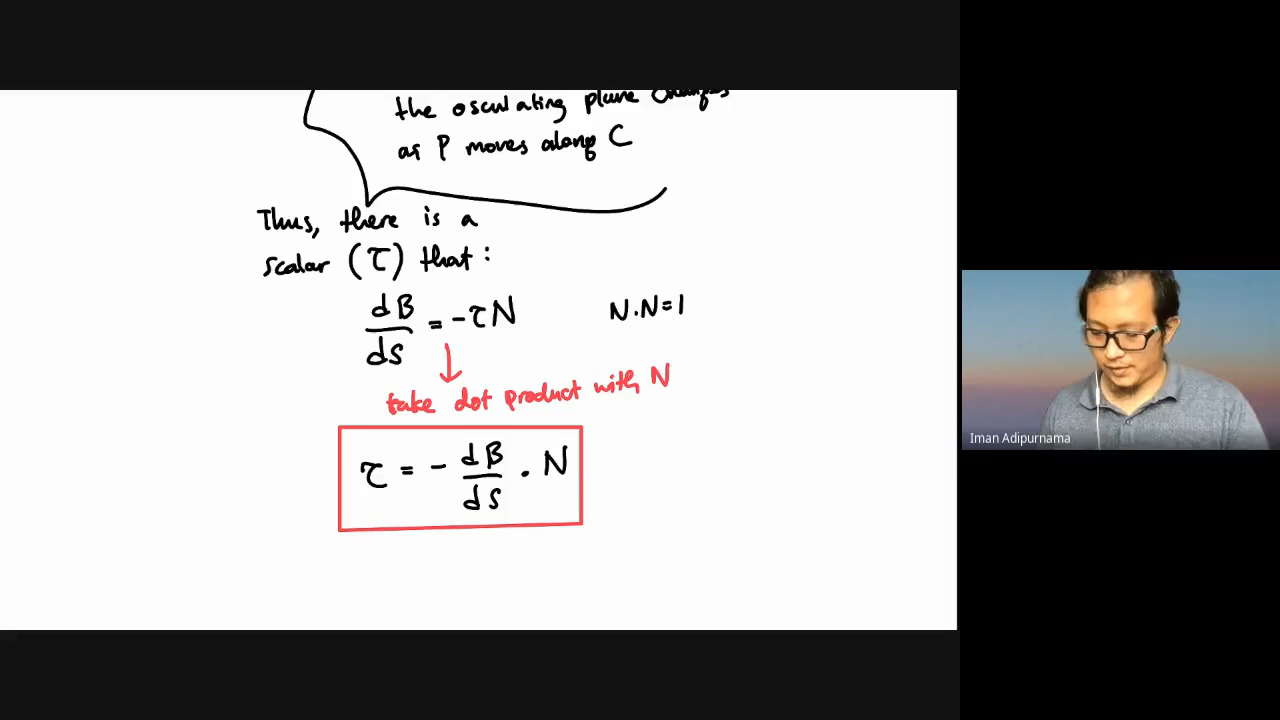 the osculating plane changes
as P moves along C
Thus, there is a
scalar (τ) that :
dB/ds = -τN
N.N=1
take dot product with N
τ = - dB/ds . N
Iman Adipurnama